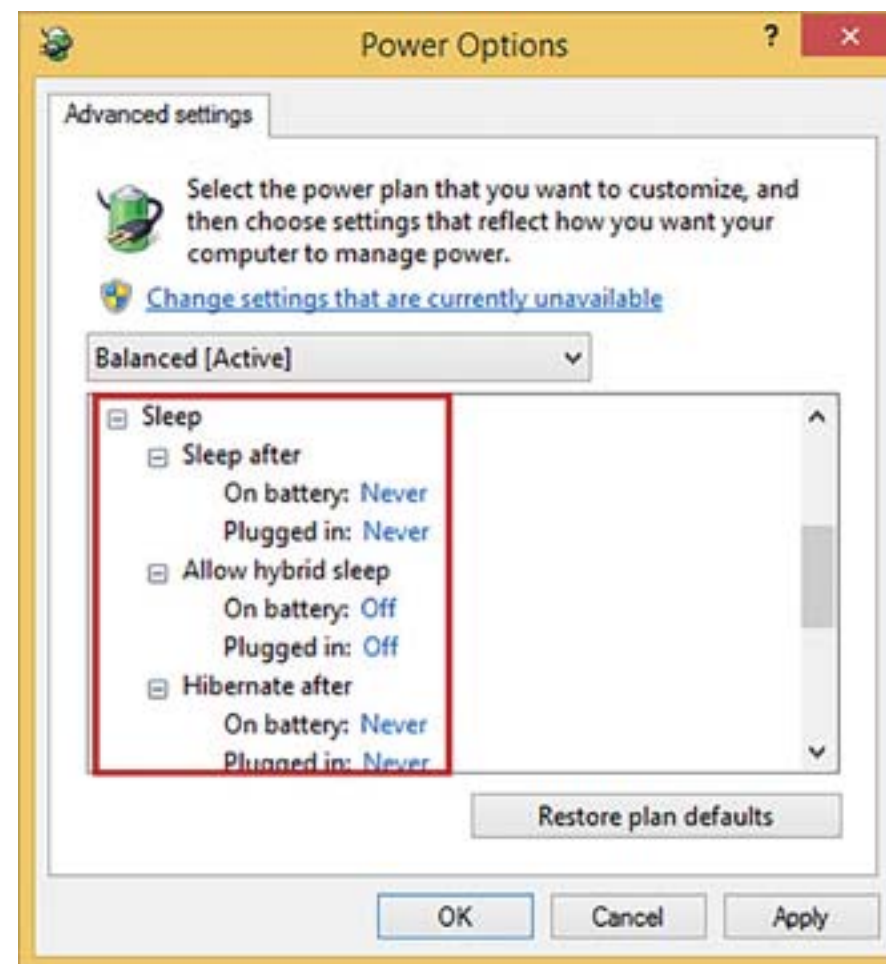 Power Options
?
Advanced settings
Select the power plan that you want to customize, and
then choose settings that reflect how you want your
computer to manage power.
Change settings that are currently unavailable
Balanced [Active]
Sleep
Sleep after
On battery: Never
Plugged in: Never
Allow hybrid sleep
On battery: Off
Plugged in: Off
Hibernate after
On battery: Never
Plugged in: Never
Restore plan defaults
OK
Cancel
Apply